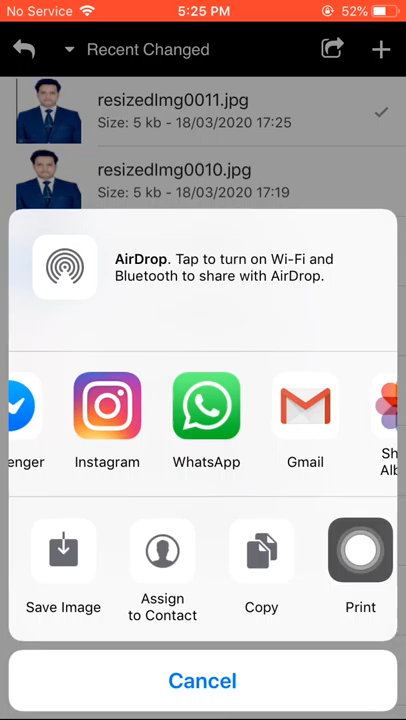 No Service 5:25 PM 52%
Recent Changed
resizedImg0011.jpg
Size: 5 kb - 18/03/2020 17:25
resizedImg0010.jpg
Size: 5 kb - 18/03/2020 17:19
AirDrop. Tap to turn on Wi-Fi and
Bluetooth to share with AirDrop.
enger Instagram WhatsApp Gmail Sh
Alb
Save Image Assign
to Contact Copy Print
Cancel